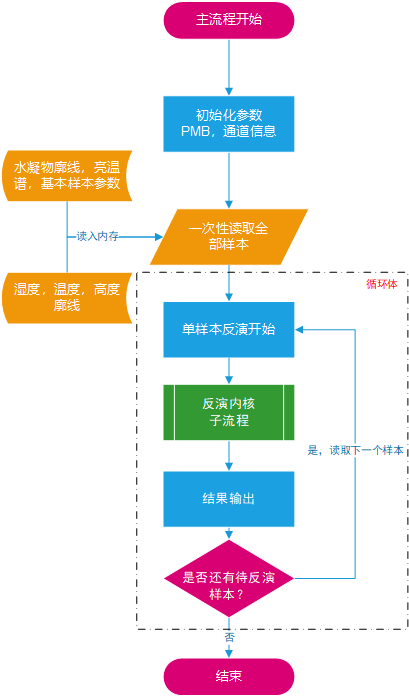 主流程开始
初始化参数
PMB，通道信息
水凝物廓线，亮温
谱，基本样本参数
读入内存
一次性读取全
部样本
湿度，温度，高度
廓线
循环体
单样本反演开始
反演内核
子流程
是，读取下一个样本
结果输出
是否还有待反演
样本？
否
结束